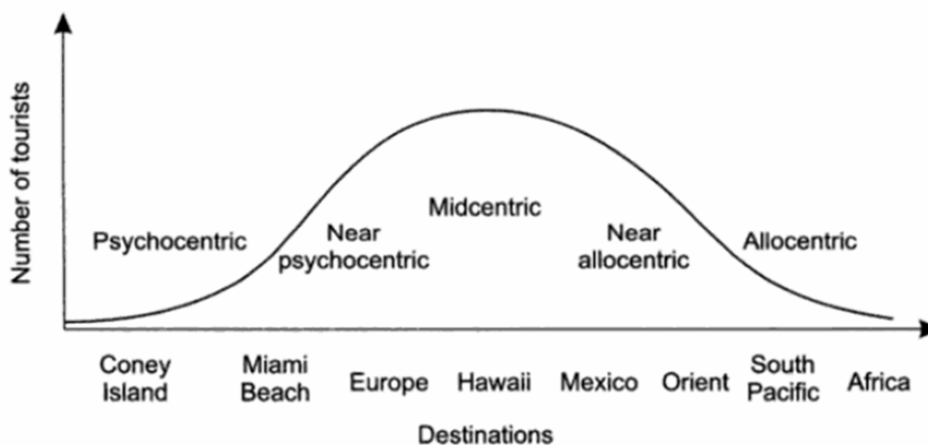 Number of tourists
Psychocentric
Near
psychocentric
Midcentric
Near
allocentric
Allocentric
Coney
Island
Miami
Beach
Europe
Hawaii
Mexico
Orient
South
Pacific
Africa
Destinations